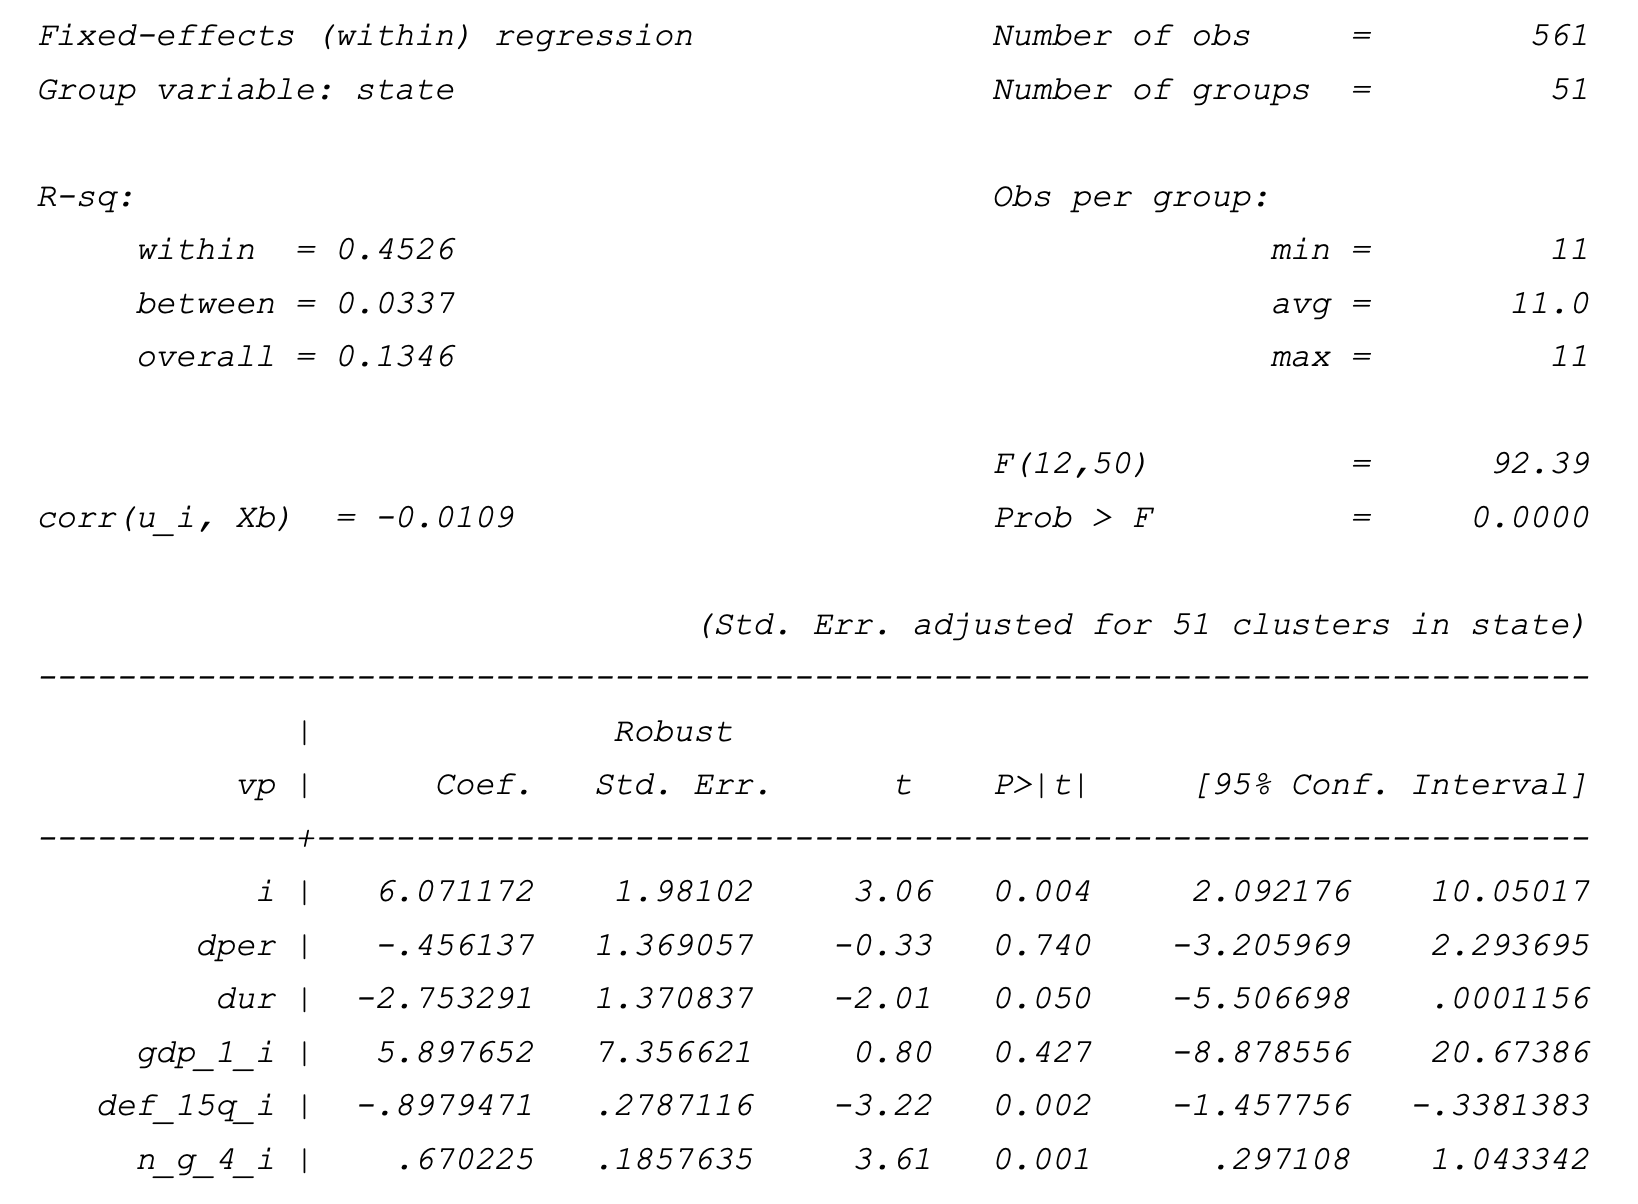 Fixed-effects (within) regression               Number of obs     =        561
Group variable: state                           Number of groups  =         51
R-sq:                                           Obs per group:
     within  = 0.4526                                         min =         11
     between = 0.0337                                         avg =       11.0
     overall = 0.1346                                         max =         11
                                                F(12,50)          =      92.39
corr(u_i, Xb)  = -0.0109                        Prob > F          =     0.0000
                                 (Std. Err. adjusted for 51 clusters in state)
------------------------------------------------------------------------------
             |               Robust
          vp |      Coef.   Std. Err.      t    P>|t|     [95% Conf. Interval]
-------------+----------------------------------------------------------------
           i |   6.071172    1.98102     3.06   0.004     2.092176    10.05017
        dper |   -.456137   1.369057    -0.33   0.740    -3.205969    2.293695
         dur |  -2.753291   1.370837    -2.01   0.050    -5.506698    .0001156
     gdp_1_i |   5.897652   7.356621     0.80   0.427    -8.878556    20.67386
   def_15q_i |  -.8979471   .2787116    -3.22   0.002    -1.457756   -.3381383
     n_g_4_i |    .670225   .1857635     3.61   0.001      .297108    1.043342